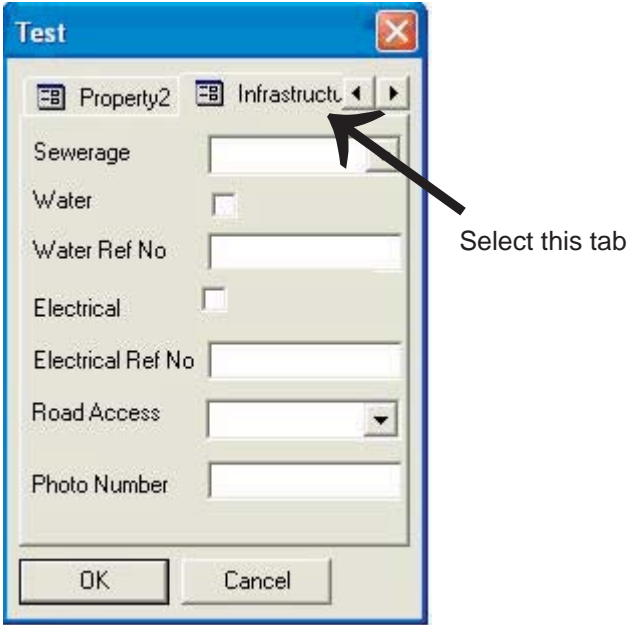 Test
Property2 Infrastructu
Sewerage
Water
Water Ref No
Select this tab
Electrical
Electrical Ref No
Road Access
Photo Number
OK Cancel